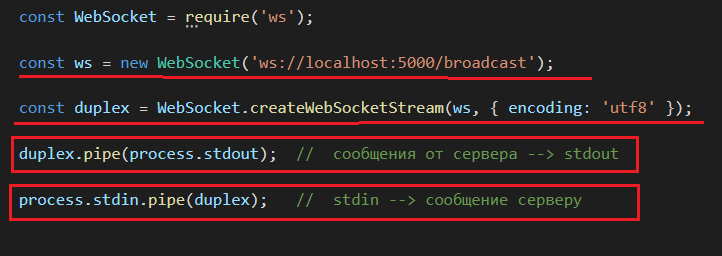 const WebSocket = require('ws');
const ws = new WebSocket('ws://localhost:5000/broadcast');
const duplex = WebSocket.createWebSocketStream(ws, { encoding: 'utf8' });
duplex.pipe(process.stdout);  //  сообщения от сервера --> stdout
process.stdin.pipe(duplex);   //  stdin --> сообщение серверу